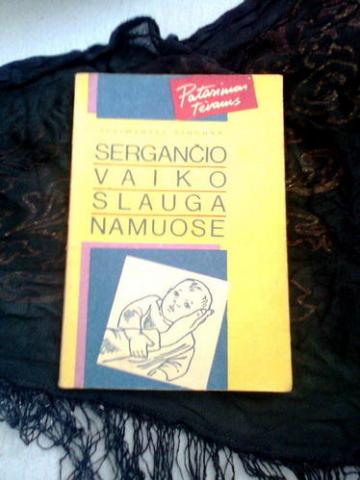 Patarimai
tėvams
SERGANČIO
VAIKO
SLAUGA
NAMUOSE